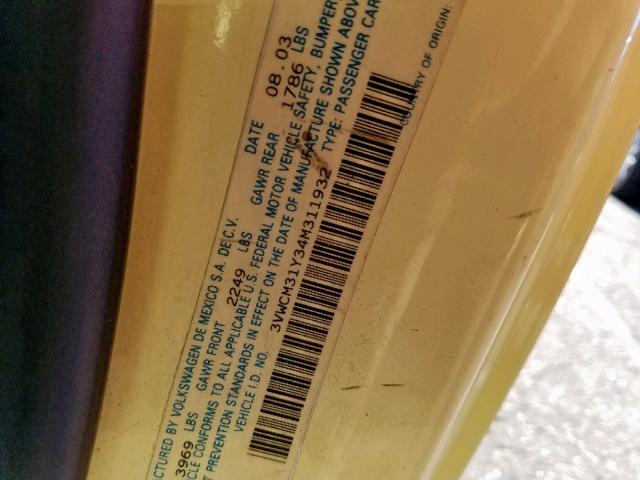 CTURED BY VOLKSWAGEN DE MEXICO S.A. DE C.V. DATE 08.03
3969 LBS GAWR FRONT 2249 LBS GAWR REAR 1786 LBS
CLE CONFORMS TO ALL APPLICABLE U.S. FEDERAL MOTOR VEHICLE SAFETY, BUMPER
T PREVENTION STANDARDS IN EFFECT ON THE DATE OF MANUFACTURE SHOWN ABOV
VEHICLE I.D. NO. 3VWCM31Y34M311932 TYPE: PASSENGER CAR
COUNTRY OF ORIGIN: